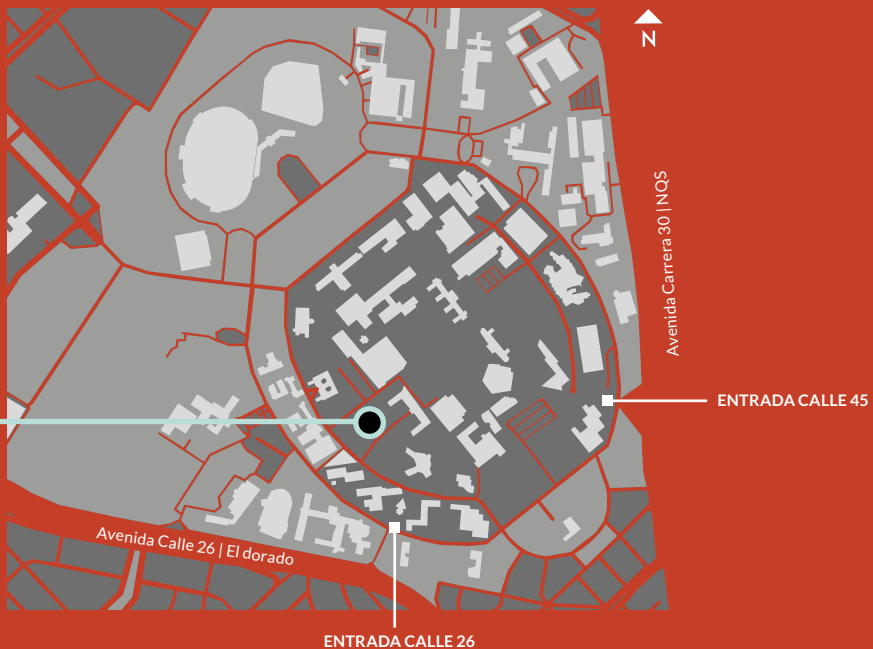 N
Avenida Carrera 30 | NQS
ENTRADA CALLE 45
Avenida Calle 26 | El dorado
ENTRADA CALLE 26